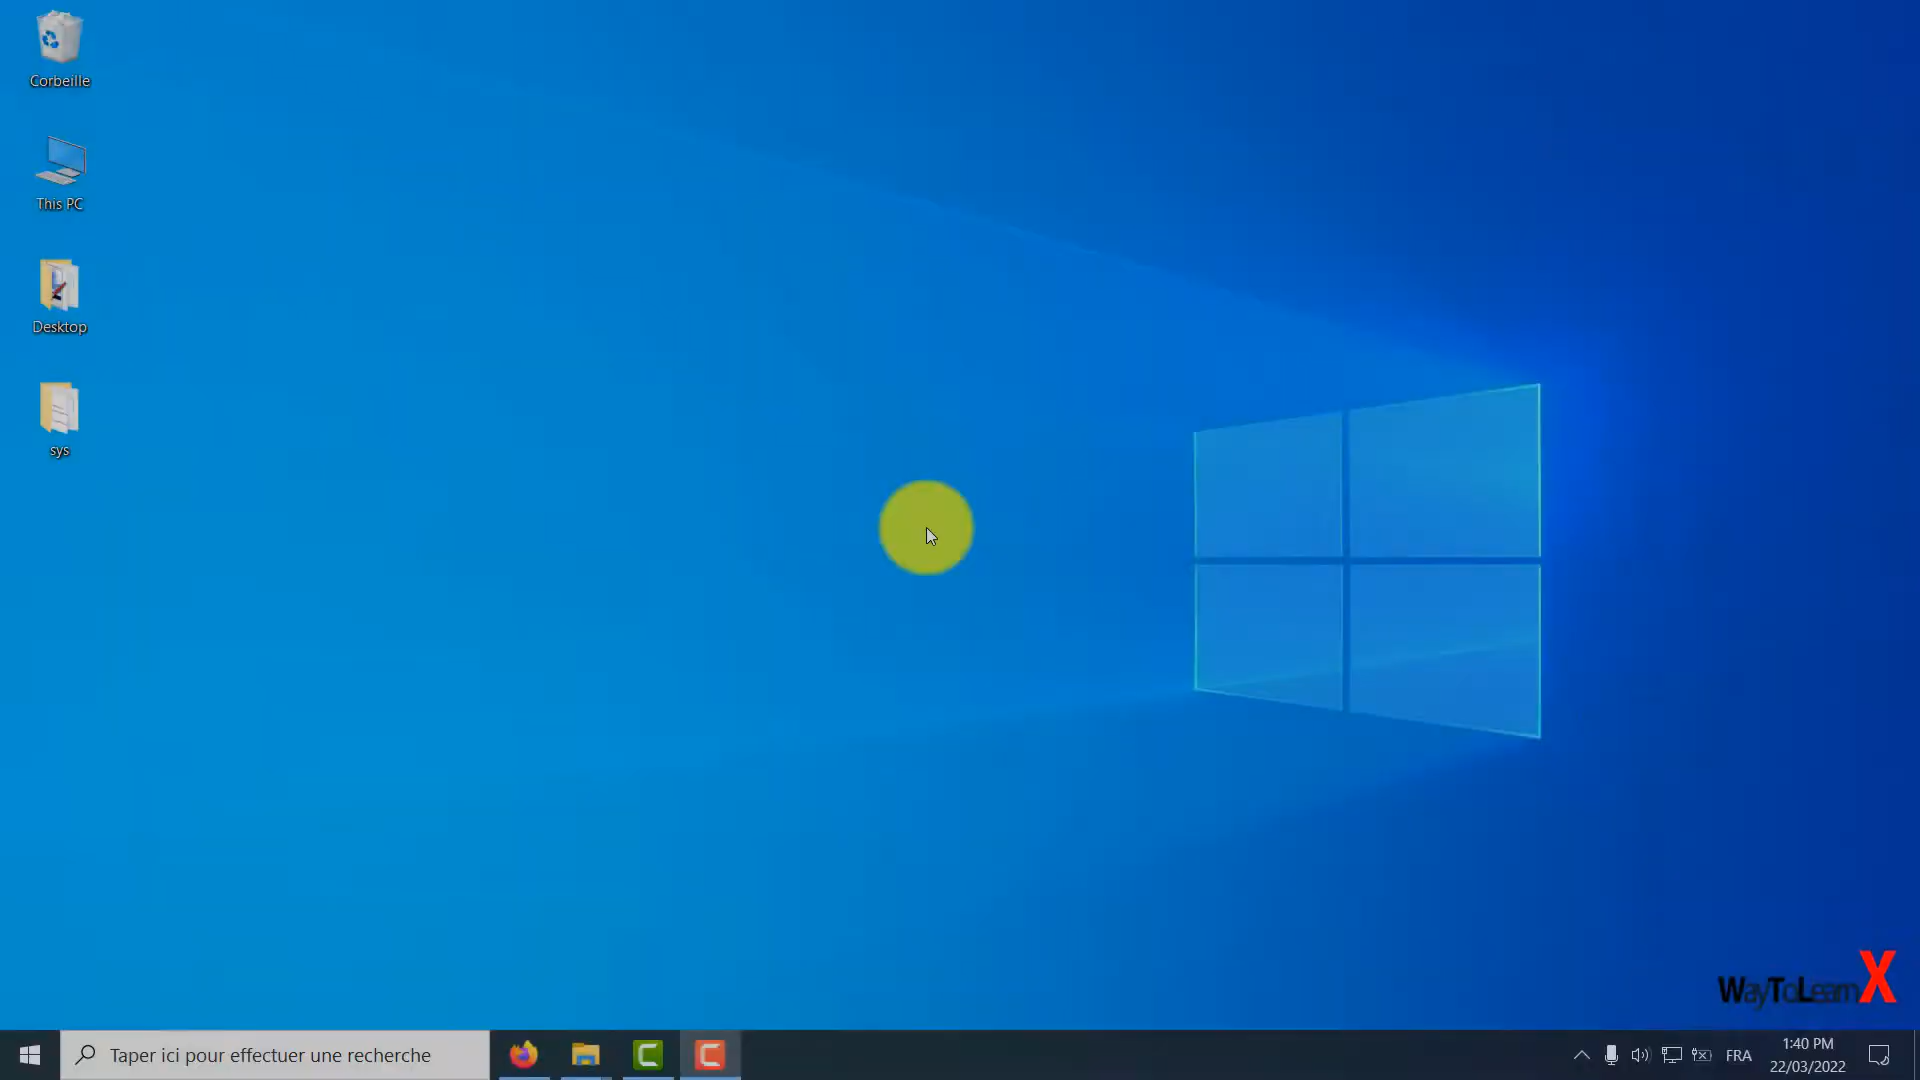 Corbeille
This PC
Desktop
sys
WayToLearnX
Taper ici pour effectuer une recherche
FRA
1:40 PM
22/03/2022